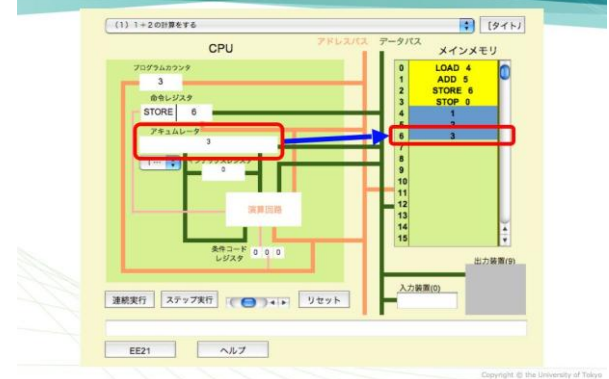 (1) 1+2の計算をする
[タイトル]
CPU
アドレスバス
データバス
メインメモリ
プログラムカウンタ
3
命令レジスタ
STORE 6
アキュムレータ
3
0
演算回路
条件コード
レジスタ
0 0 0
0 LOAD 4
1 ADD 5
2 STORE 6
3 STOP 0
4 1
5 2
6 3
7
8
9
10
11
12
13
14
15
出力装置(9)
入力装置(0)
連続実行
ステップ実行
リセット
EE21
ヘルプ
Copyright @ the University of Tokyo